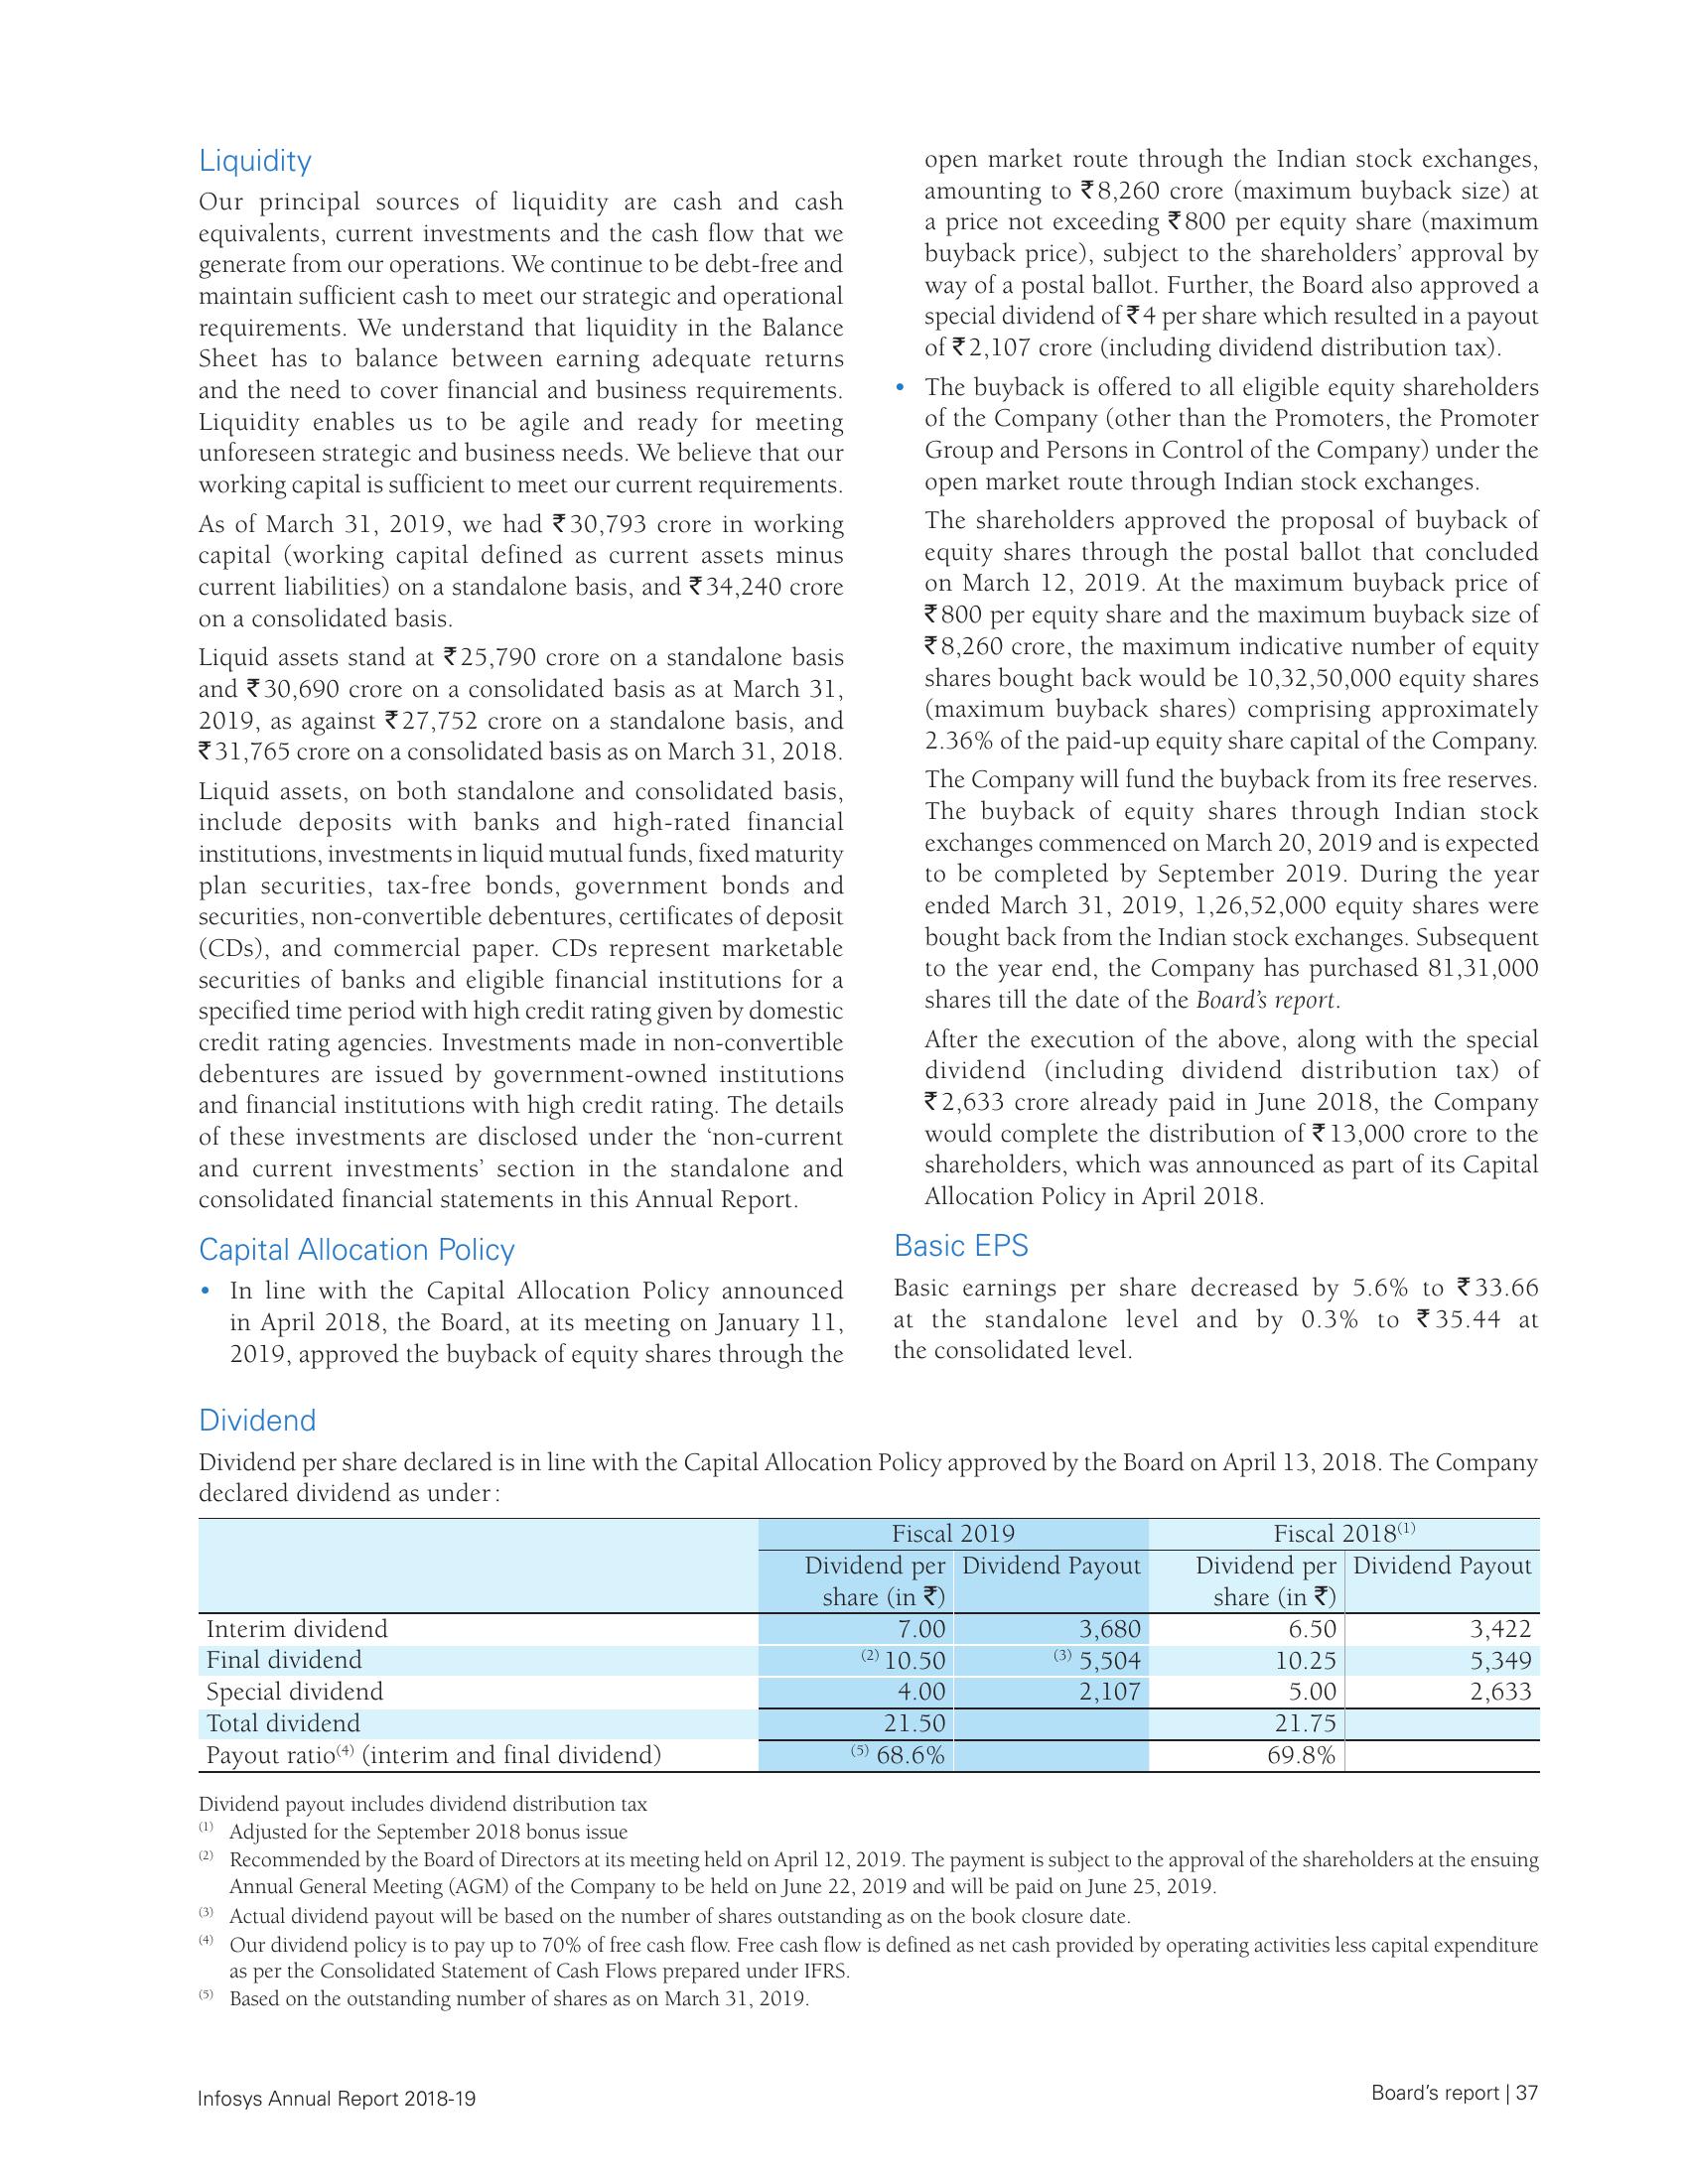 Liquidity
Our principal sources of liquidity are cash and cash
equivalents, current investments and the cash flow that we
generate from our operations. We continue to be debt-free and
maintain sufficient cash to meet our strategic and operational
requirements. We understand that liquidity in the Balance
Sheet has to balance between earning adequate returns
and the need to cover financial and business requirements.
Liquidity enables us to be agile and ready for meeting
unforeseen strategic and business needs. We believe that our
working capital is sufficient to meet our current requirements.
As of March 31, 2019, we had ₹30,793 crore in working
capital (working capital defined as current assets minus
current liabilities) on a standalone basis, and ₹34,240 crore
on a consolidated basis.
Liquid assets stand at ₹25,790 crore on a standalone basis
and ₹30,690 crore on a consolidated basis as at March 31,
2019, as against ₹27,752 crore on a standalone basis, and
₹31,765 crore on a consolidated basis as on March 31, 2018.
Liquid assets, on both standalone and consolidated basis,
include deposits with banks and high-rated financial
institutions, investments in liquid mutual funds, fixed maturity
plan securities, tax-free bonds, government bonds and
securities, non-convertible debentures, certificates of deposit
(CDs), and commercial paper. CDs represent marketable
securities of banks and eligible financial institutions for a
specified time period with high credit rating given by domestic
credit rating agencies. Investments made in non-convertible
debentures are issued by government-owned institutions
and financial institutions with high credit rating. The details
of these investments are disclosed under the ‘non-current
and current investments’ section in the standalone and
consolidated financial statements in this Annual Report.
Capital Allocation Policy
• In line with the Capital Allocation Policy announced
in April 2018, the Board, at its meeting on January 11,
2019, approved the buyback of equity shares through the
open market route through the Indian stock exchanges,
amounting to ₹8,260 crore (maximum buyback size) at
a price not exceeding ₹800 per equity share (maximum
buyback price), subject to the shareholders’ approval by
way of a postal ballot. Further, the Board also approved a
special dividend of ₹4 per share which resulted in a payout
of ₹2,107 crore (including dividend distribution tax).
• The buyback is offered to all eligible equity shareholders
of the Company (other than the Promoters, the Promoter
Group and Persons in Control of the Company) under the
open market route through Indian stock exchanges.
The shareholders approved the proposal of buyback of
equity shares through the postal ballot that concluded
on March 12, 2019. At the maximum buyback price of
₹800 per equity share and the maximum buyback size of
₹8,260 crore, the maximum indicative number of equity
shares bought back would be 10,32,50,000 equity shares
(maximum buyback shares) comprising approximately
2.36% of the paid-up equity share capital of the Company.
The Company will fund the buyback from its free reserves.
The buyback of equity shares through Indian stock
exchanges commenced on March 20, 2019 and is expected
to be completed by September 2019. During the year
ended March 31, 2019, 1,26,52,000 equity shares were
bought back from the Indian stock exchanges. Subsequent
to the year end, the Company has purchased 81,31,000
shares till the date of the Board’s report.
After the execution of the above, along with the special
dividend (including dividend distribution tax) of
₹2,633 crore already paid in June 2018, the Company
would complete the distribution of ₹13,000 crore to the
shareholders, which was announced as part of its Capital
Allocation Policy in April 2018.
Basic EPS
Basic earnings per share decreased by 5.6% to ₹33.66
at the standalone level and by 0.3% to ₹35.44 at
the consolidated level.
Dividend
Dividend per share declared is in line with the Capital Allocation Policy approved by the Board on April 13, 2018. The Company
declared dividend as under:
Fiscal 2019 Fiscal 2018(1)
Dividend per Dividend Payout Dividend per Dividend Payout
share (in ₹) share (in ₹)
Interim dividend 7.00 3,680 6.50 3,422
Final dividend (2) 10.50 (3) 5,504 10.25 5,349
Special dividend 4.00 2,107 5.00 2,633
Total dividend 21.50 21.75
Payout ratio(4) (interim and final dividend) (5) 68.6% 69.8%
Dividend payout includes dividend distribution tax
(1) Adjusted for the September 2018 bonus issue
(2) Recommended by the Board of Directors at its meeting held on April 12, 2019. The payment is subject to the approval of the shareholders at the ensuing
Annual General Meeting (AGM) of the Company to be held on June 22, 2019 and will be paid on June 25, 2019.
(3) Actual dividend payout will be based on the number of shares outstanding as on the book closure date.
(4) Our dividend policy is to pay up to 70% of free cash flow. Free cash flow is defined as net cash provided by operating activities less capital expenditure
as per the Consolidated Statement of Cash Flows prepared under IFRS.
(5) Based on the outstanding number of shares as on March 31, 2019.
Infosys Annual Report 2018-19
Board’s report | 37